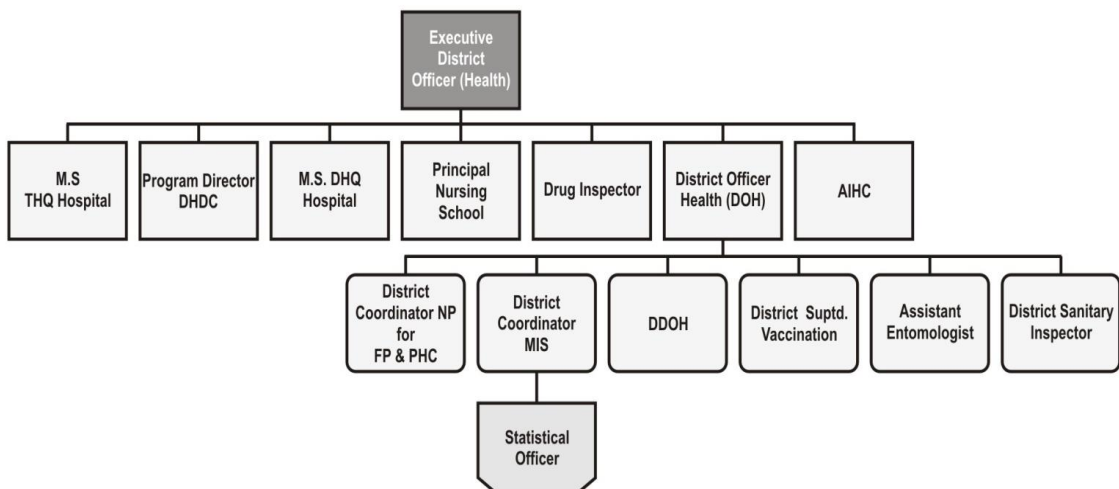 Executive
District
Officer (Health)
M.S
THQ Hospital
Program Director
DHDC
M.S. DHQ
Hospital
Principal
Nursing
School
Drug Inspector
District Officer
Health (DOH)
AIHC
District
Coordinator NP
for
FP & PHC
District
Coordinator
MIS
DDOH
District Suptd.
Vaccination
Assistant
Entomologist
District Sanitary
Inspector
Statistical
Officer